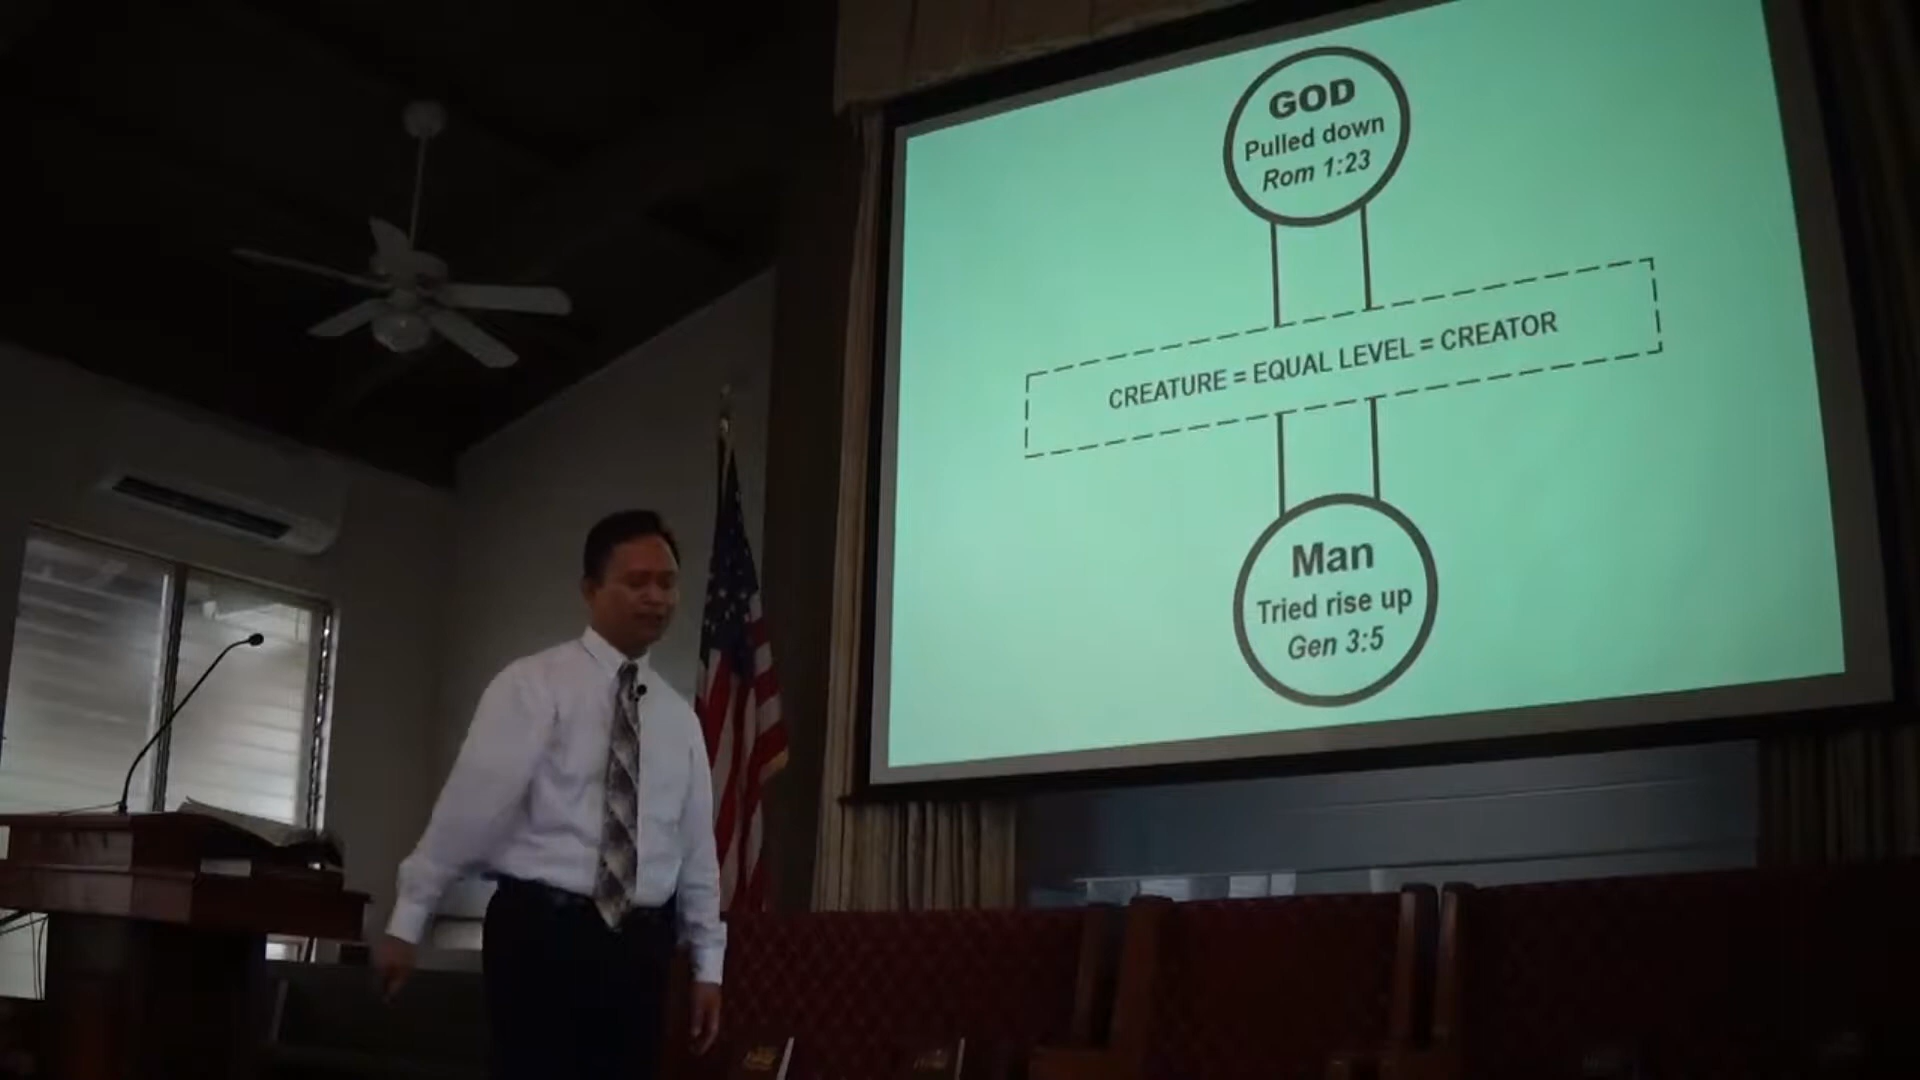 GOD
Pulled down
Rom 1:23
CREATURE = EQUAL LEVEL = CREATOR
Man
Tried rise up
Gen 3:5